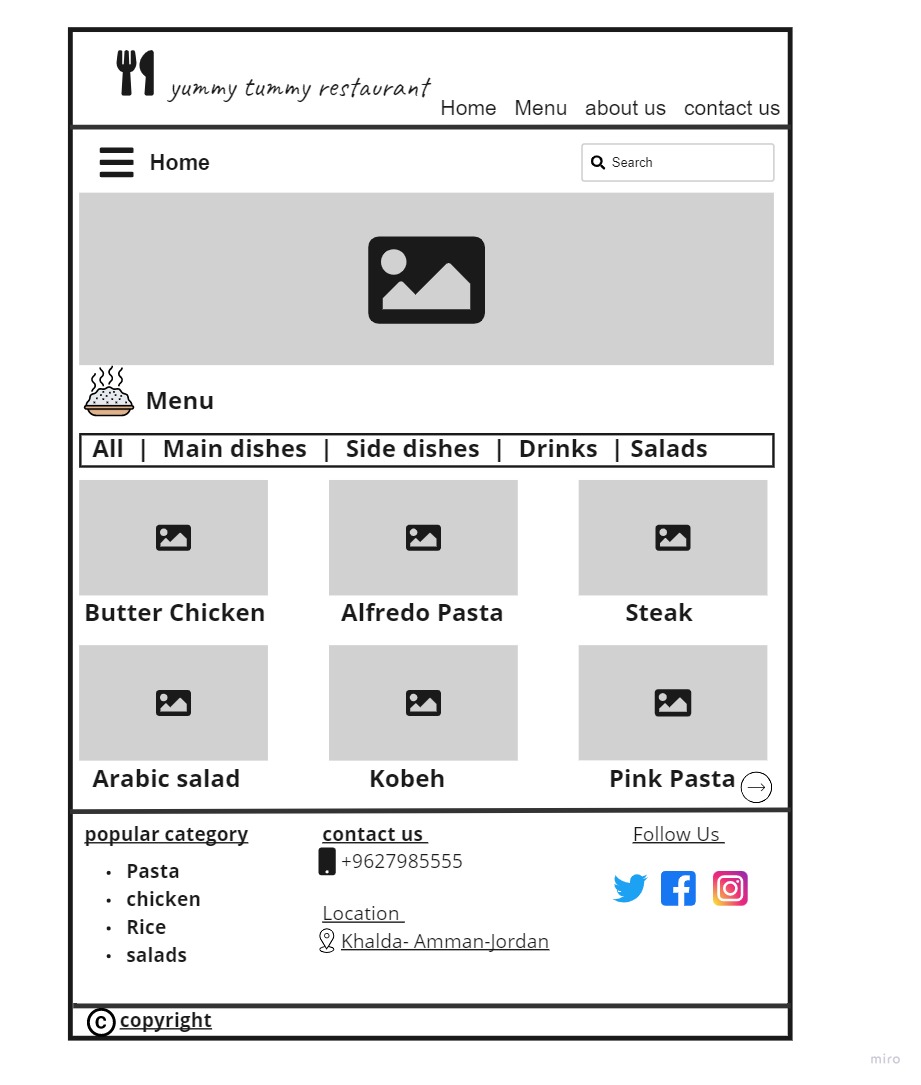 yummy tummy restaurant
Home Menu about us contact us
Home
Search
Menu
All | Main dishes | Side dishes | Drinks | Salads
Butter Chicken Alfredo Pasta Steak
Arabic salad Kobeh Pink Pasta
popular category
• Pasta
• chicken
• Rice
• salads
contact us
+9627985555
Location
Khalda- Amman-Jordan
Follow Us
© copyright
miro